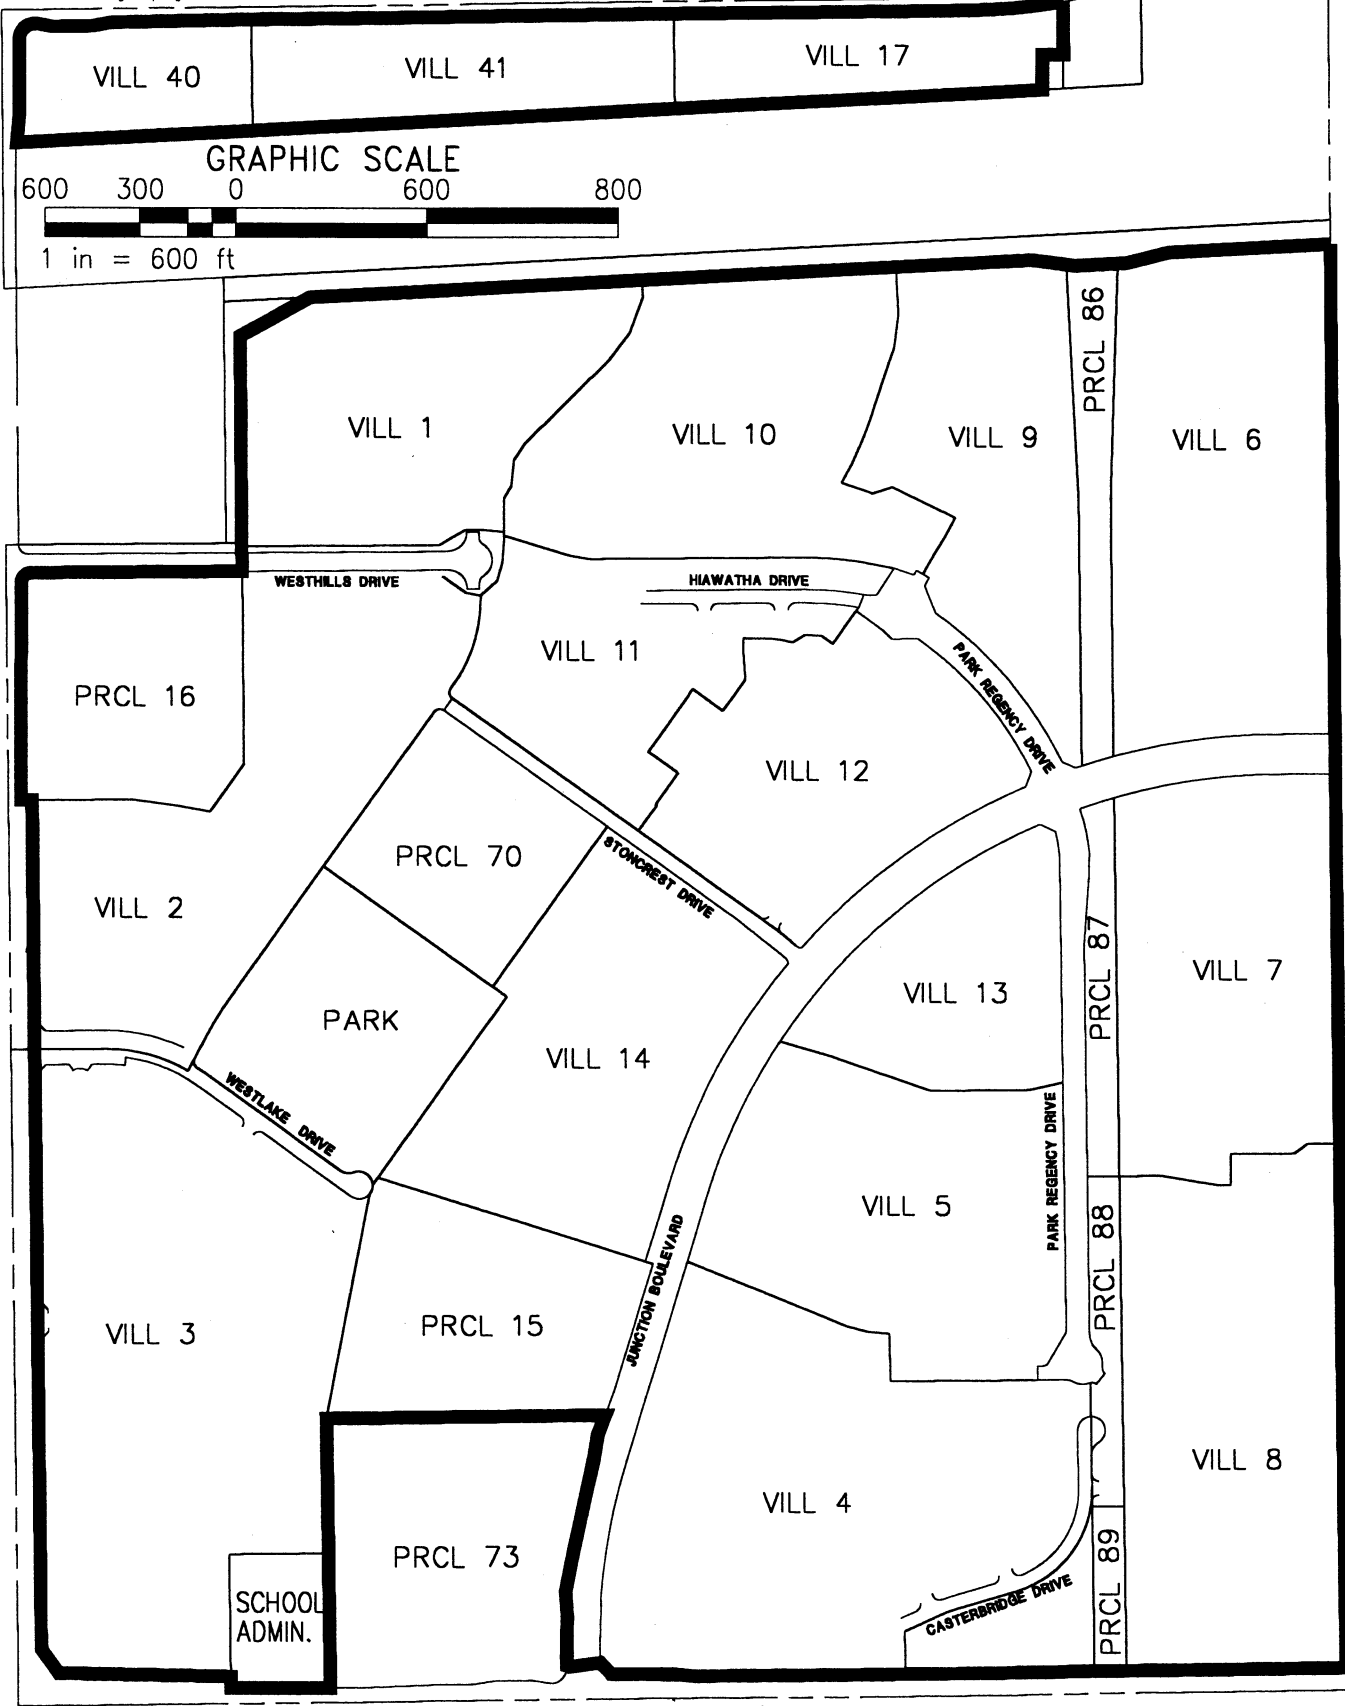 VILL 40
VILL 41
VILL 17
GRAPHIC SCALE
600 300 0 600 800
1 in = 600 ft
PRCL 86
VILL 1
VILL 10
VILL 9
VILL 6
WESTHILLS DRIVE
HIAWATHA DRIVE
VILL 11
PARK REGENCY DRIVE
PRCL 16
VILL 12
PRCL 70
STONCREST DRIVE
VILL 2
PRCL 87
VILL 7
VILL 13
PARK
VILL 14
WESTLAKE DRIVE
PARK REGENCY DRIVE
VILL 5
PRCL 88
JUNCTION BOULEVARD
VILL 3
PRCL 15
VILL 8
VILL 4
PRCL 73
PRCL 89
CASTERBRIDGE DRIVE
SCHOOL
ADMIN.